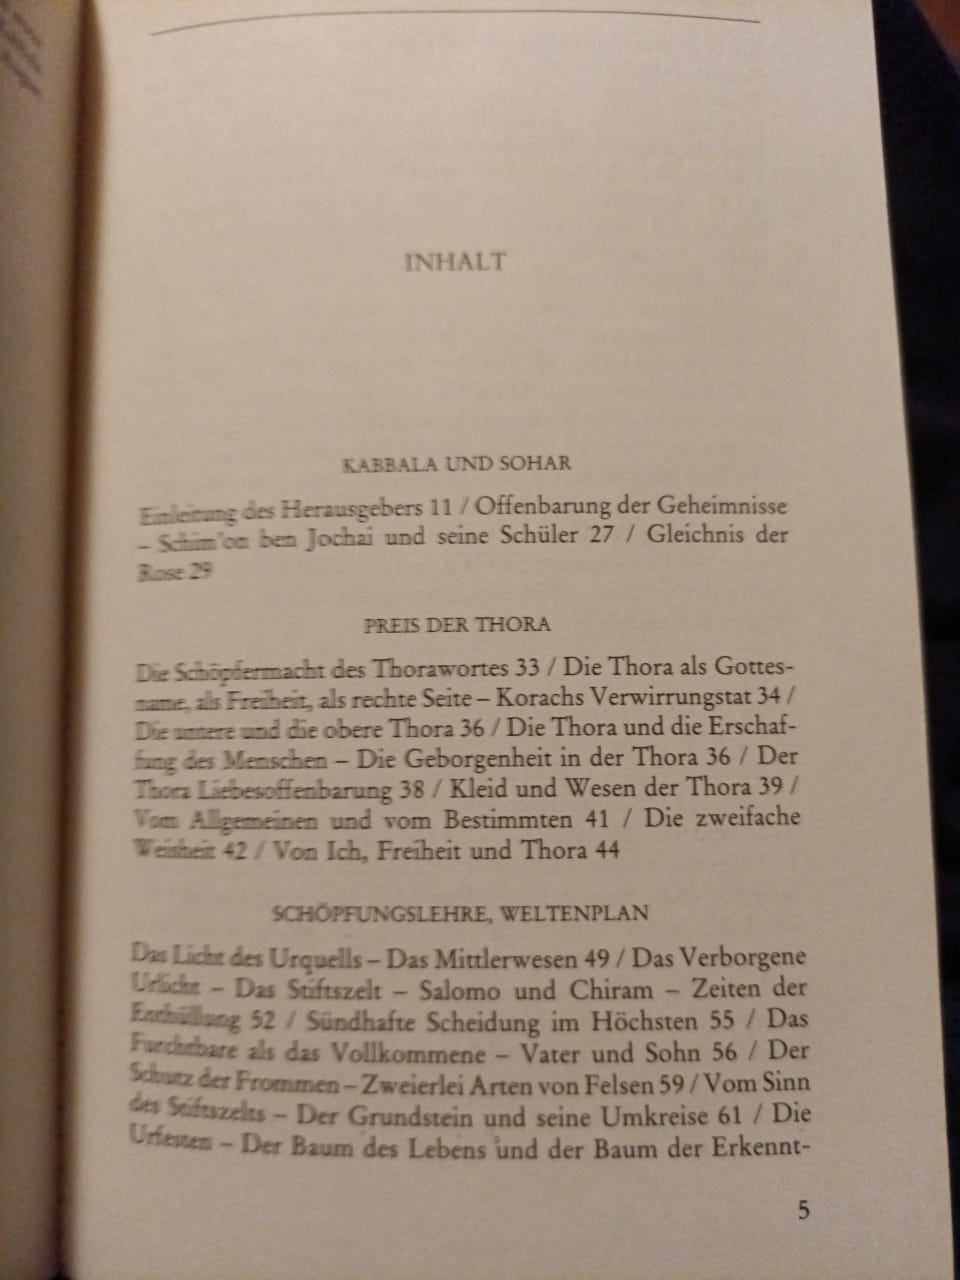 INHALT
KABBALA UND SOHAR
Einleitung des Herausgebers 11 / Offenbarung der Geheimnisse
– Schim'on ben Jochai und seine Schüler 27 / Gleichnis der
Rose 29
PREIS DER THORA
Die Schöpfermacht des Thorawortes 33 / Die Thora als Gottes-
name, als Freiheit, als rechte Seite – Korachs Verwirrungstat 34 /
Die untere und die obere Thora 36 / Die Thora und die Erschaf-
fung des Menschen – Die Geborgenheit in der Thora 36 / Der
Thora Liebesoffenbarung 38 / Kleid und Wesen der Thora 39 /
Vom Allgemeinen und vom Bestimmten 41 / Die zweifache
Weisheit 42 / Von Ich, Freiheit und Thora 44
SCHÖPFUNGSLEHRE, WELTENPLAN
Das Licht des Urquells – Das Mittlerwesen 49 / Das Verborgene
Urlicht – Das Stiftszelt – Salomo und Chiram – Zeiten der
Enthüllung 52 / Sündhafte Scheidung im Höchsten 55 / Das
Furchtbare als das Vollkommene – Vater und Sohn 56 / Der
Schutz der Frommen – Zweierlei Arten von Felsen 59 / Vom Sinn
des Stiftszelts – Der Grundstein und seine Umkreise 61 / Die
Urfesten – Der Baum des Lebens und der Baum der Erkennt-
5